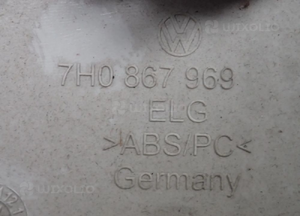 7H0 867 969
ELG
>ABS/PC<
Germany